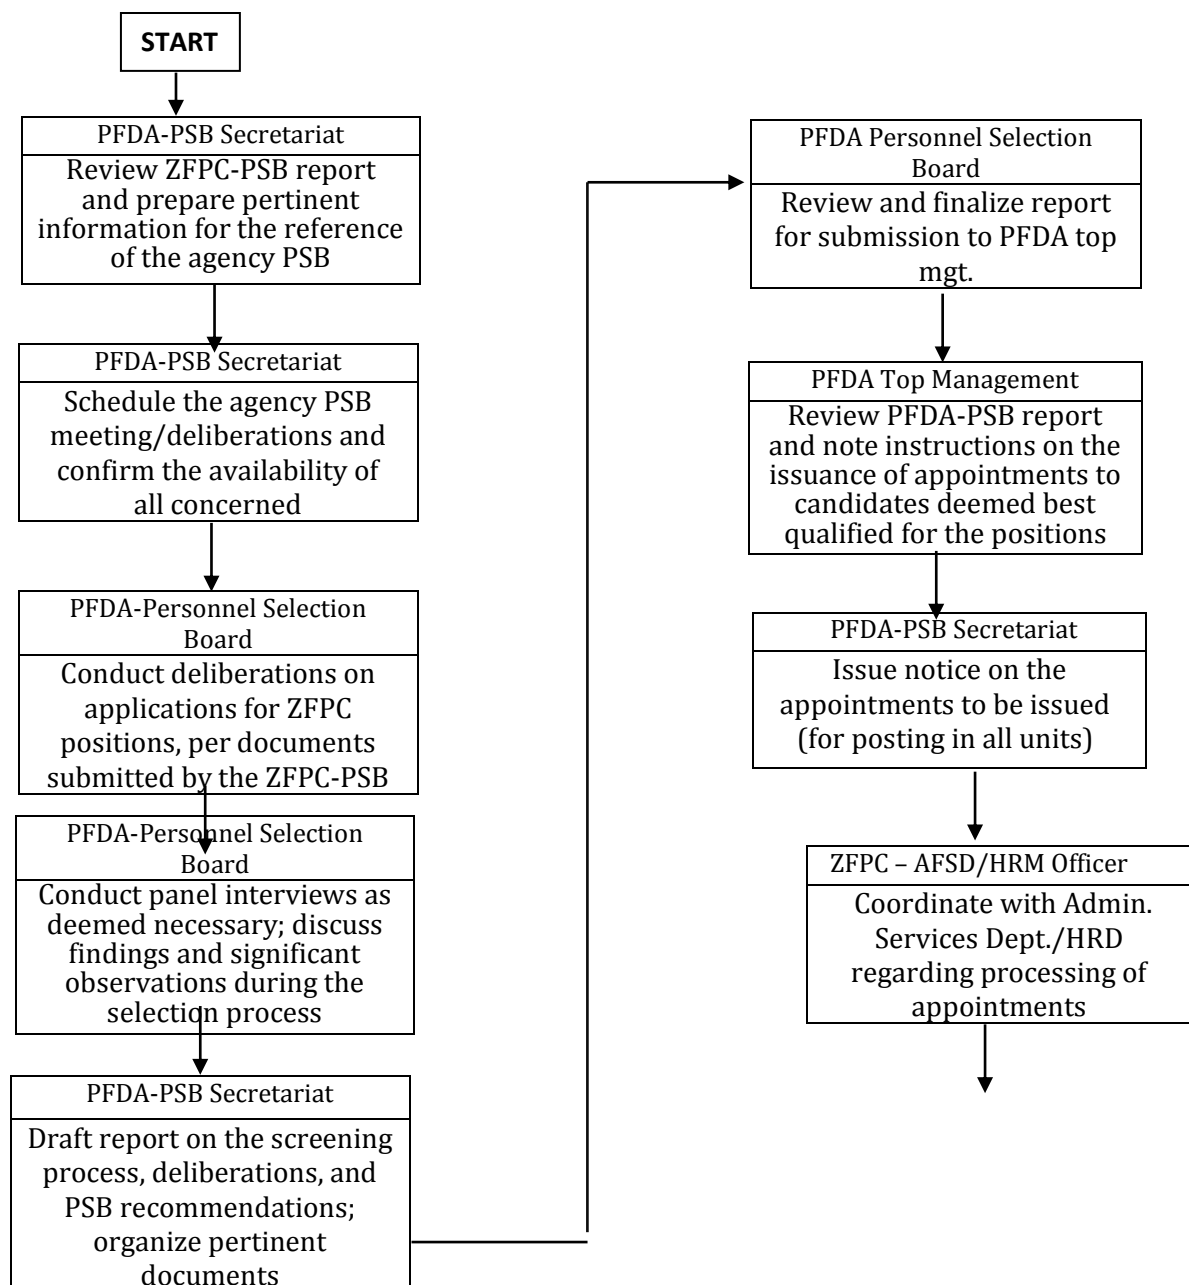 START
PFDA-PSB Secretariat
Review ZFPC-PSB report
and prepare pertinent
information for the reference
of the agency PSB
PFDA-PSB Secretariat
Schedule the agency PSB
meeting/deliberations and
confirm the availability of
all concerned
PFDA-Personnel Selection
Board
Conduct deliberations on
applications for ZFPC
positions, per documents
submitted by the ZFPC-PSB
PFDA-Personnel Selection
Board
Conduct panel interviews as
deemed necessary; discuss
findings and significant
observations during the
selection process
PFDA-PSB Secretariat
Draft report on the screening
process, deliberations, and
PSB recommendations;
organize pertinent
documents
PFDA Personnel Selection
Board
Review and finalize report
for submission to PFDA top
mgt.
PFDA Top Management
Review PFDA-PSB report
and note instructions on the
issuance of appointments to
candidates deemed best
qualified for the positions
PFDA-PSB Secretariat
Issue notice on the
appointments to be issued
(for posting in all units)
ZFPC – AFSD/HRM Officer
Coordinate with Admin.
Services Dept./HRD
regarding processing of
appointments